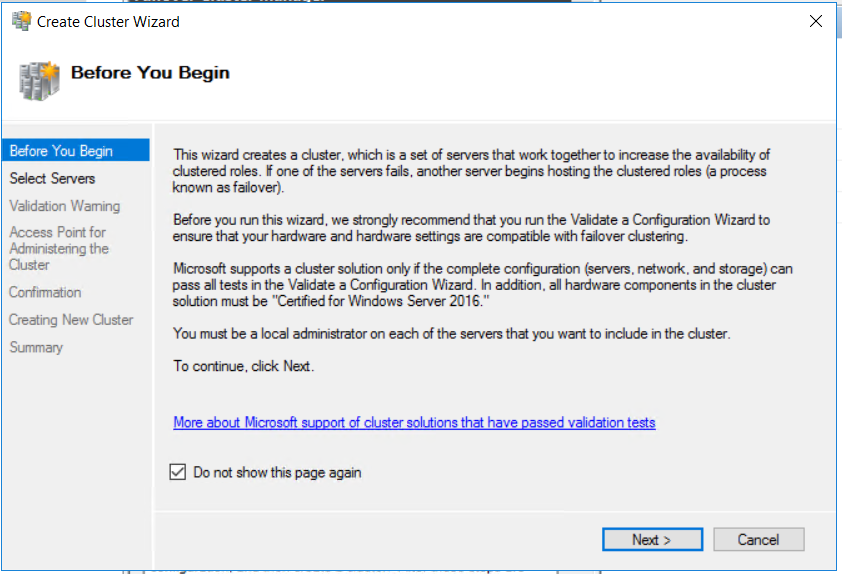 Create Cluster Wizard
Before You Begin
Before You Begin
Select Servers
Validation Warning
Access Point for
Administering the
Cluster
Confirmation
Creating New Cluster
Summary
This wizard creates a cluster, which is a set of servers that work together to increase the availability of
clustered roles. If one of the servers fails, another server begins hosting the clustered roles (a process
known as failover).
Before you run this wizard, we strongly recommend that you run the Validate a Configuration Wizard to
ensure that your hardware and hardware settings are compatible with failover clustering.
Microsoft supports a cluster solution only if the complete configuration (servers, network, and storage) can
pass all tests in the Validate a Configuration Wizard. In addition, all hardware components in the cluster
solution must be "Certified for Windows Server 2016."
You must be a local administrator on each of the servers that you want to include in the cluster.
To continue, click Next.
More about Microsoft support of cluster solutions that have passed validation tests
Do not show this page again
Next >
Cancel